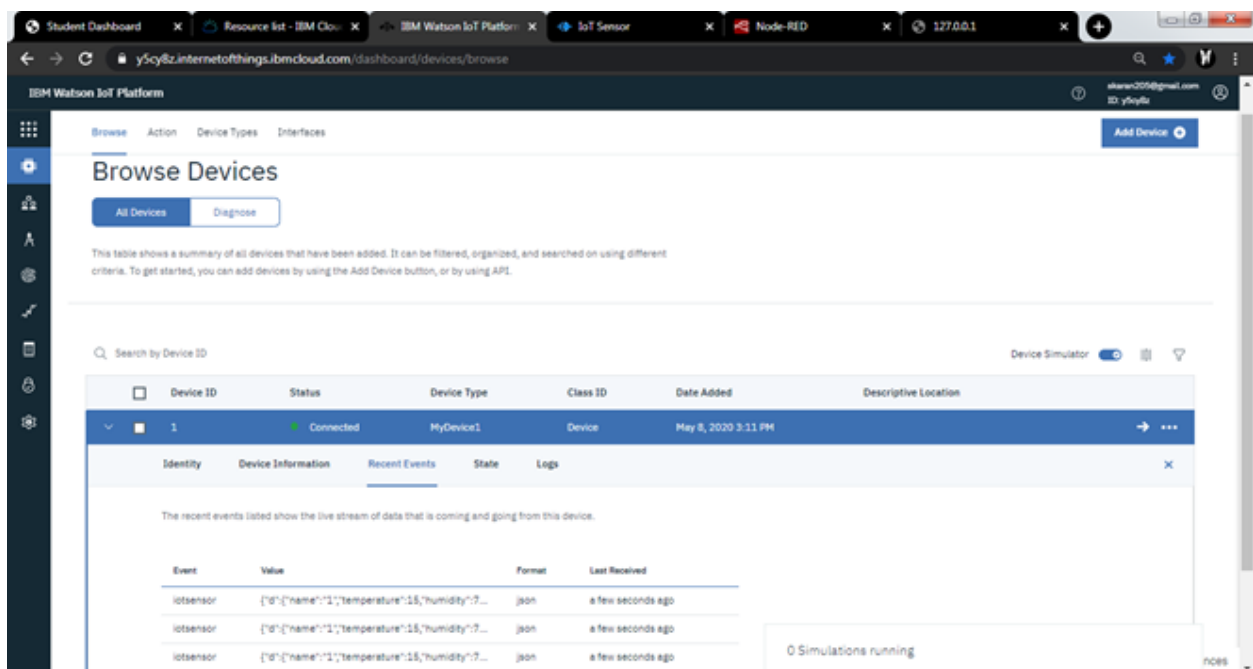 Student Dashboard
Resource list - IBM Clou
IBM Watson IoT Platform
IoT Sensor
Node-RED
127.0.0.1
y5cy8z.internetofthings.ibmcloud.com/dashboard/devices/browse
IBM Watson IoT Platform
skaran205@gmail.com
ID: y5cy8z
Browse Action Device Types Interfaces
Add Device
Browse Devices
All Devices Diagnose
This table shows a summary of all devices that have been added. It can be filtered, organized, and searched on using different
criteria. To get started, you can add devices by using the Add Device button, or by using API.
Search by Device ID
Device Simulator
Device ID Status Device Type Class ID Date Added Descriptive Location
1 Connected MyDevice1 Device May 8, 2020 3:11 PM
Identity Device Information Recent Events State Logs
The recent events listed show the live stream of data that is coming and going from this device.
Event Value Format Last Received
iotsensor {"d":{"name":"1","temperature":15,"humidity":7... json a few seconds ago
iotsensor {"d":{"name":"1","temperature":15,"humidity":7... json a few seconds ago
iotsensor {"d":{"name":"1","temperature":15,"humidity":7... json a few seconds ago
0 Simulations running
nces